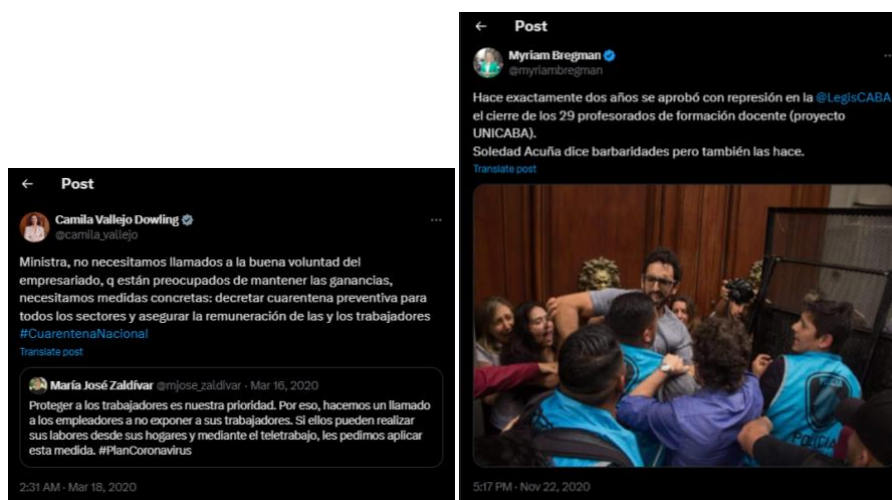 ← Post
Camila Vallejo Dowling
@camila_vallejo
Ministra, no necesitamos llamados a la buena voluntad del
empresariado, q están preocupados de mantener las ganancias,
necesitamos medidas concretas: decretar cuarentena preventiva para
todos los sectores y asegurar la remuneración de las y los trabajadores
#CuarentenaNacional
Translate post
María José Zaldívar @mjose_zaldivar · Mar 16, 2020
Proteger a los trabajadores es nuestra prioridad. Por eso, hacemos un llamado
a los empleadores a no exponer a sus trabajadores. Si ellos pueden realizar
sus labores desde sus hogares y mediante el teletrabajo, les pedimos aplicar
esta medida. #PlanCoronavirus
2:31 AM · Mar 18, 2020
← Post
Myriam Bregman
@myriambregman
Hace exactamente dos años se aprobó con represión en la @LegisCABA
el cierre de los 29 profesorados de formación docente (proyecto
UNICABA).
Soledad Acuña dice barbaridades pero también las hace.
Translate post
POLICÍA
5:17 PM · Nov 22, 2020